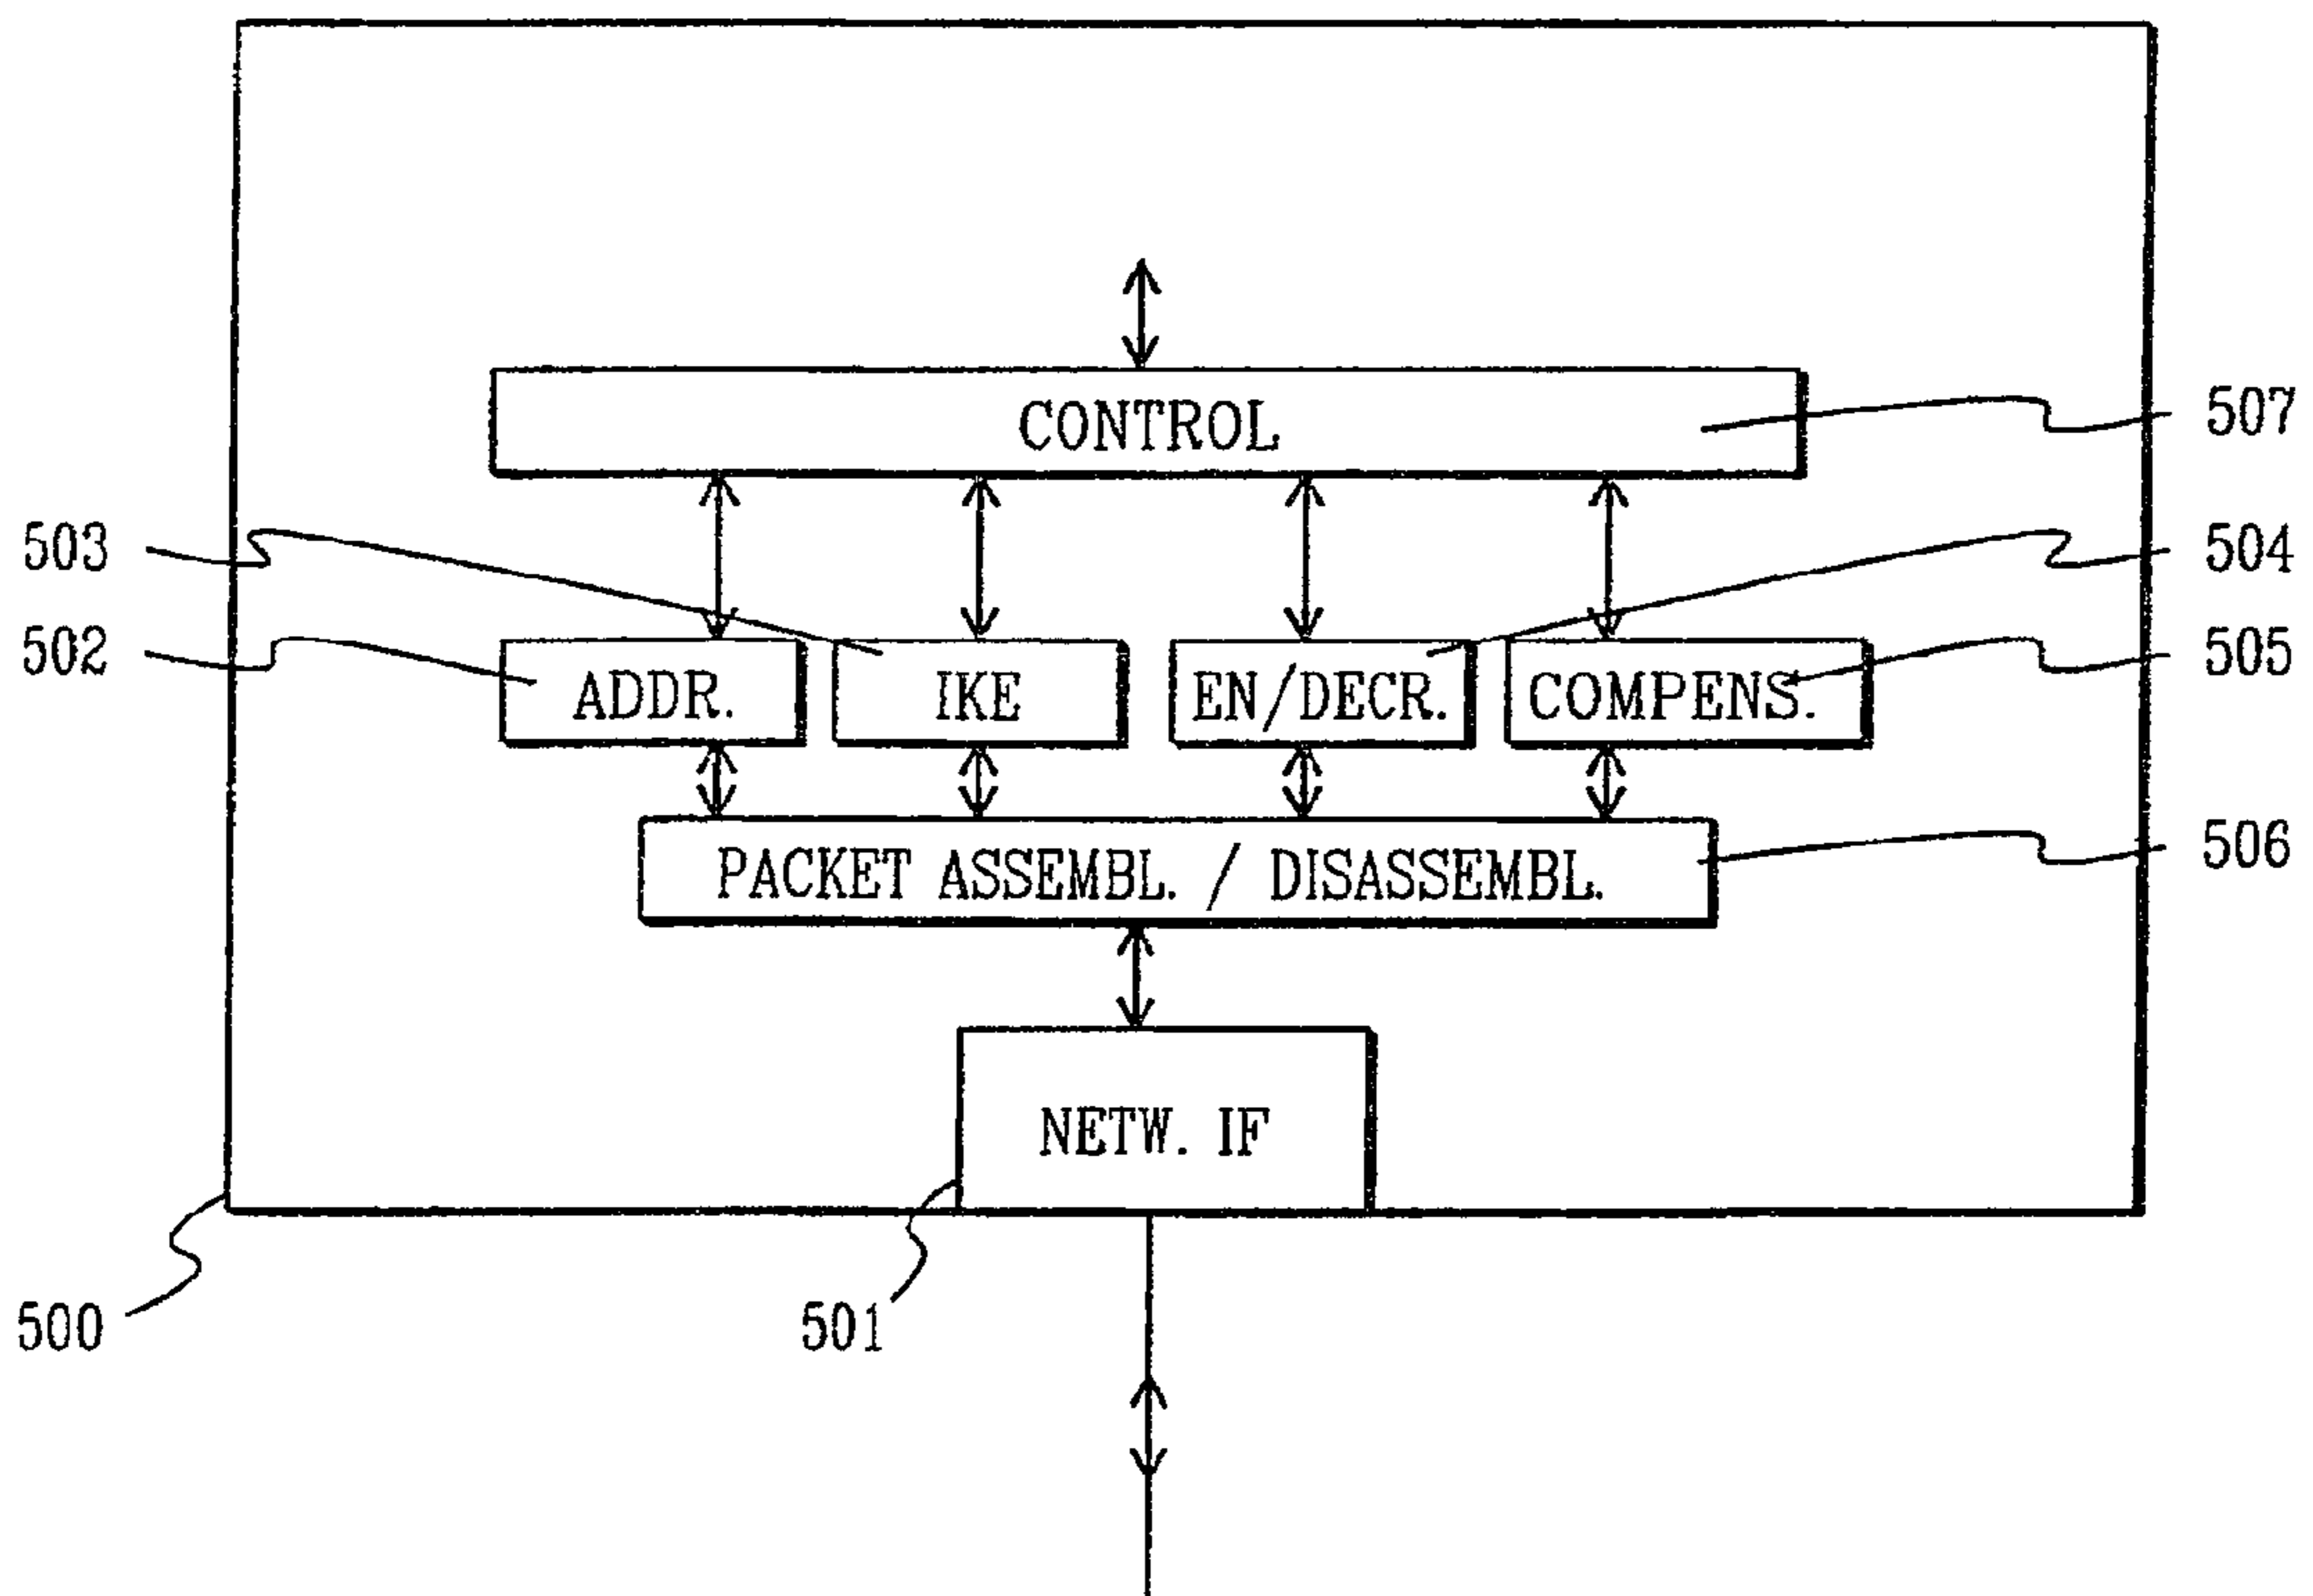 CONTROL
507
503
504
502
ADDR.
IKE
EN/DECR.
COMPENS.
505
PACKET ASSEMBL. / DISASSEMBL.
506
NETW. IF
500
501